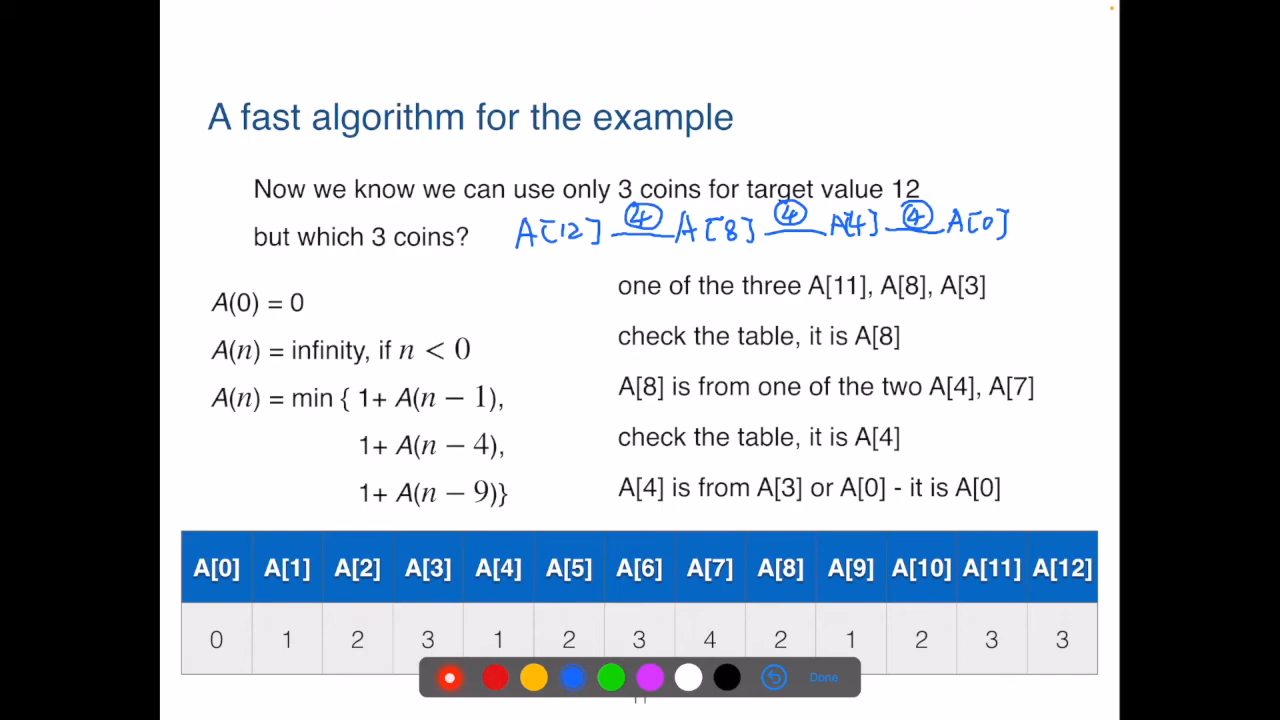 A fast algorithm for the example
Now we know we can use only 3 coins for target value 12
but which 3 coins?
A[12] 4 A[8] 4 A[4] 4 A[0]
A(0) = 0
A(n) = infinity, if n < 0
A(n) = min { 1+ A(n − 1),
1+ A(n − 4),
1+ A(n − 9)}
one of the three A[11], A[8], A[3]
check the table, it is A[8]
A[8] is from one of the two A[4], A[7]
check the table, it is A[4]
A[4] is from A[3] or A[0] - it is A[0]
A[0] A[1] A[2] A[3] A[4] A[5] A[6] A[7] A[8] A[9] A[10] A[11] A[12]
0 1 2 3 1 2 3 4 2 1 2 3 3
Done